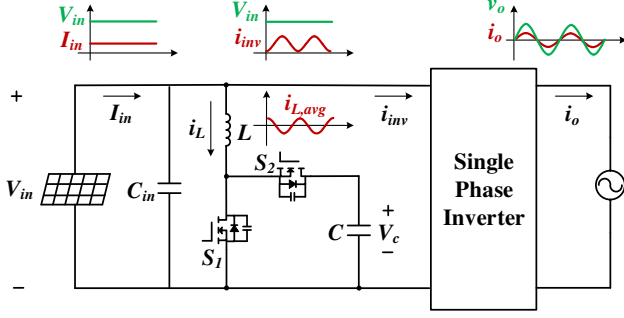 V_in
I_in
V_in
i_inv
v_o
i_o
+
I_in
i_L
L
i_L,avg
i_inv
i_o
V_in
C_in
S_2
S_1
C
+
V_c
−
Single
Phase
Inverter
−